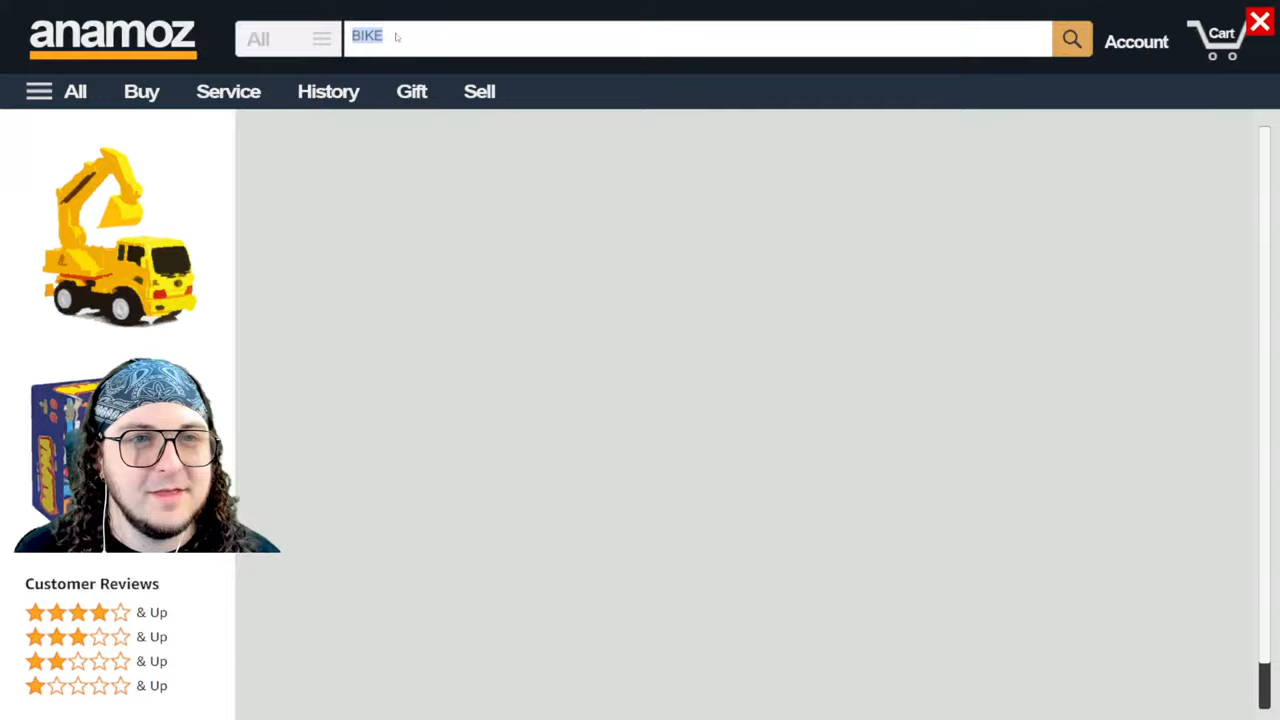 anamoz
All
BIKE
Account
Cart
All
Buy
Service
History
Gift
Sell
Customer Reviews
& Up
& Up
& Up
& Up